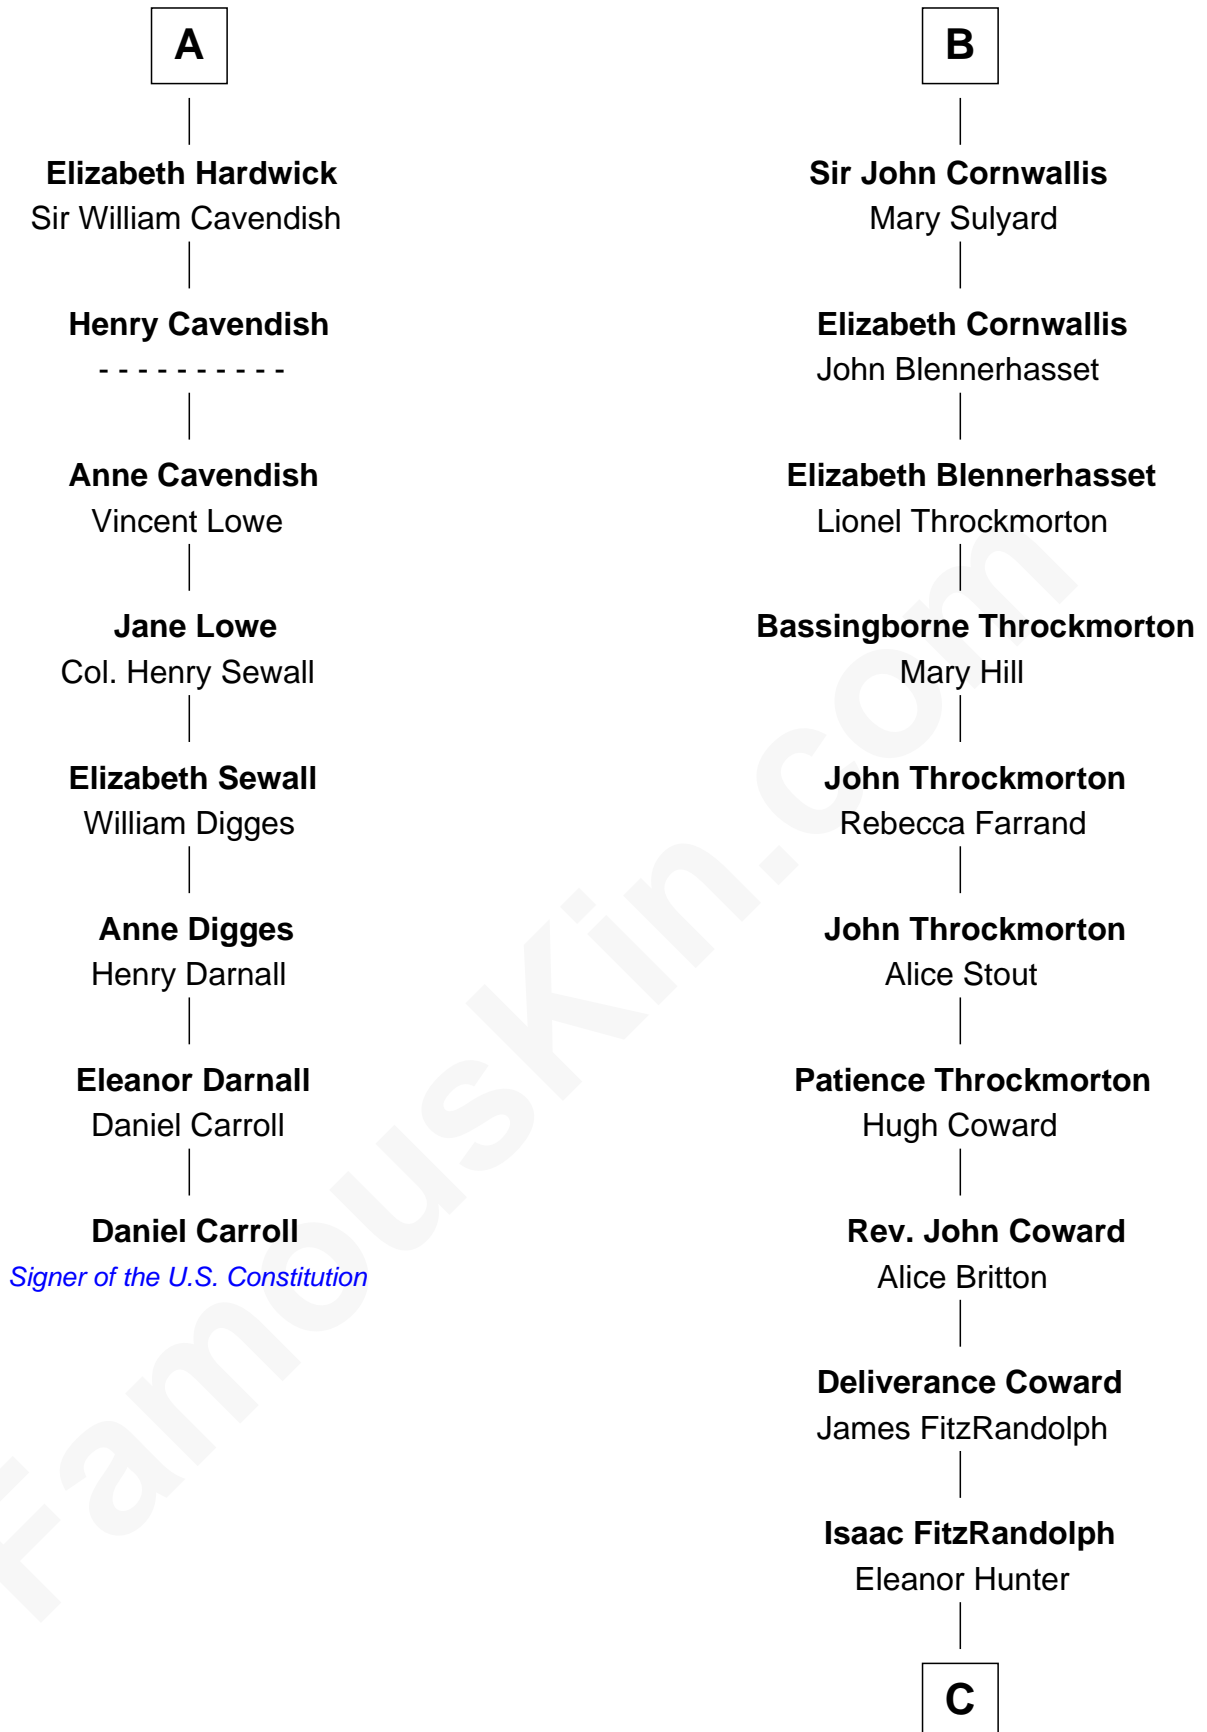 A
Elizabeth Hardwick
Sir William Cavendish
Henry Cavendish
- - - - - - - - - -
Anne Cavendish
Vincent Lowe
Jane Lowe
Col. Henry Sewall
Elizabeth Sewall
William Digges
Anne Digges
Henry Darnall
Eleanor Darnall
Daniel Carroll
Daniel Carroll
Signer of the U.S. Constitution
B
Sir John Cornwallis
Mary Sulyard
Elizabeth Cornwallis
John Blennerhasset
Elizabeth Blennerhasset
Lionel Throckmorton
Bassingborne Throckmorton
Mary Hill
John Throckmorton
Rebecca Farrand
John Throckmorton
Alice Stout
Patience Throckmorton
Hugh Coward
Rev. John Coward
Alice Britton
Deliverance Coward
James FitzRandolph
Isaac FitzRandolph
Eleanor Hunter
C
FamousKin.com